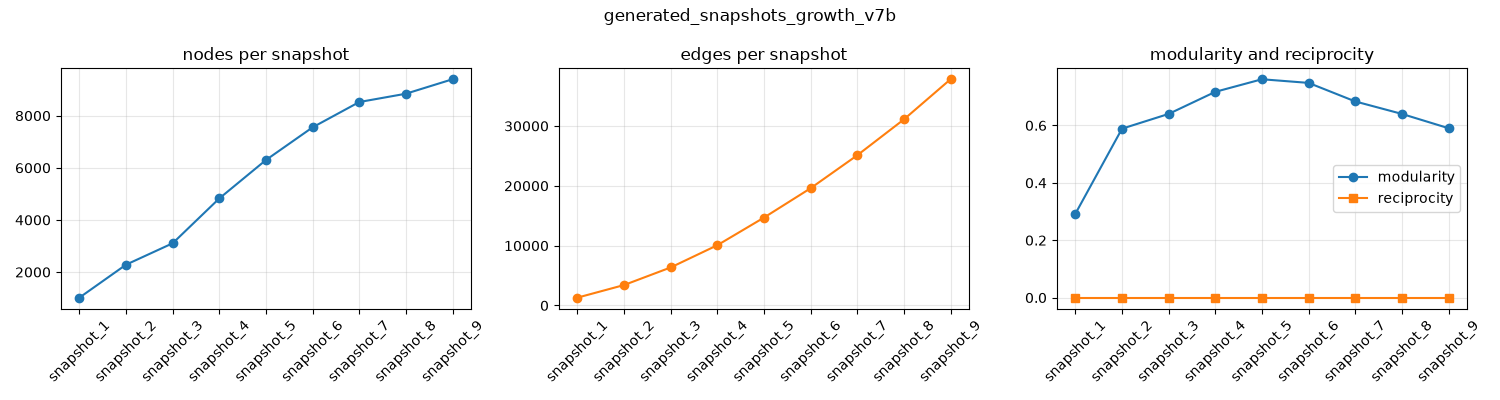 generated_snapshots_growth_v7b
nodes per snapshot
8000
6000
4000
2000
snapshot_1
snapshot_2
snapshot_3
snapshot_4
snapshot_5
snapshot_6
snapshot_7
snapshot_8
snapshot_9
edges per snapshot
30000
20000
10000
0
snapshot_1
snapshot_2
snapshot_3
snapshot_4
snapshot_5
snapshot_6
snapshot_7
snapshot_8
snapshot_9
modularity and reciprocity
0.6
0.4
0.2
0.0
modularity
reciprocity
snapshot_1
snapshot_2
snapshot_3
snapshot_4
snapshot_5
snapshot_6
snapshot_7
snapshot_8
snapshot_9